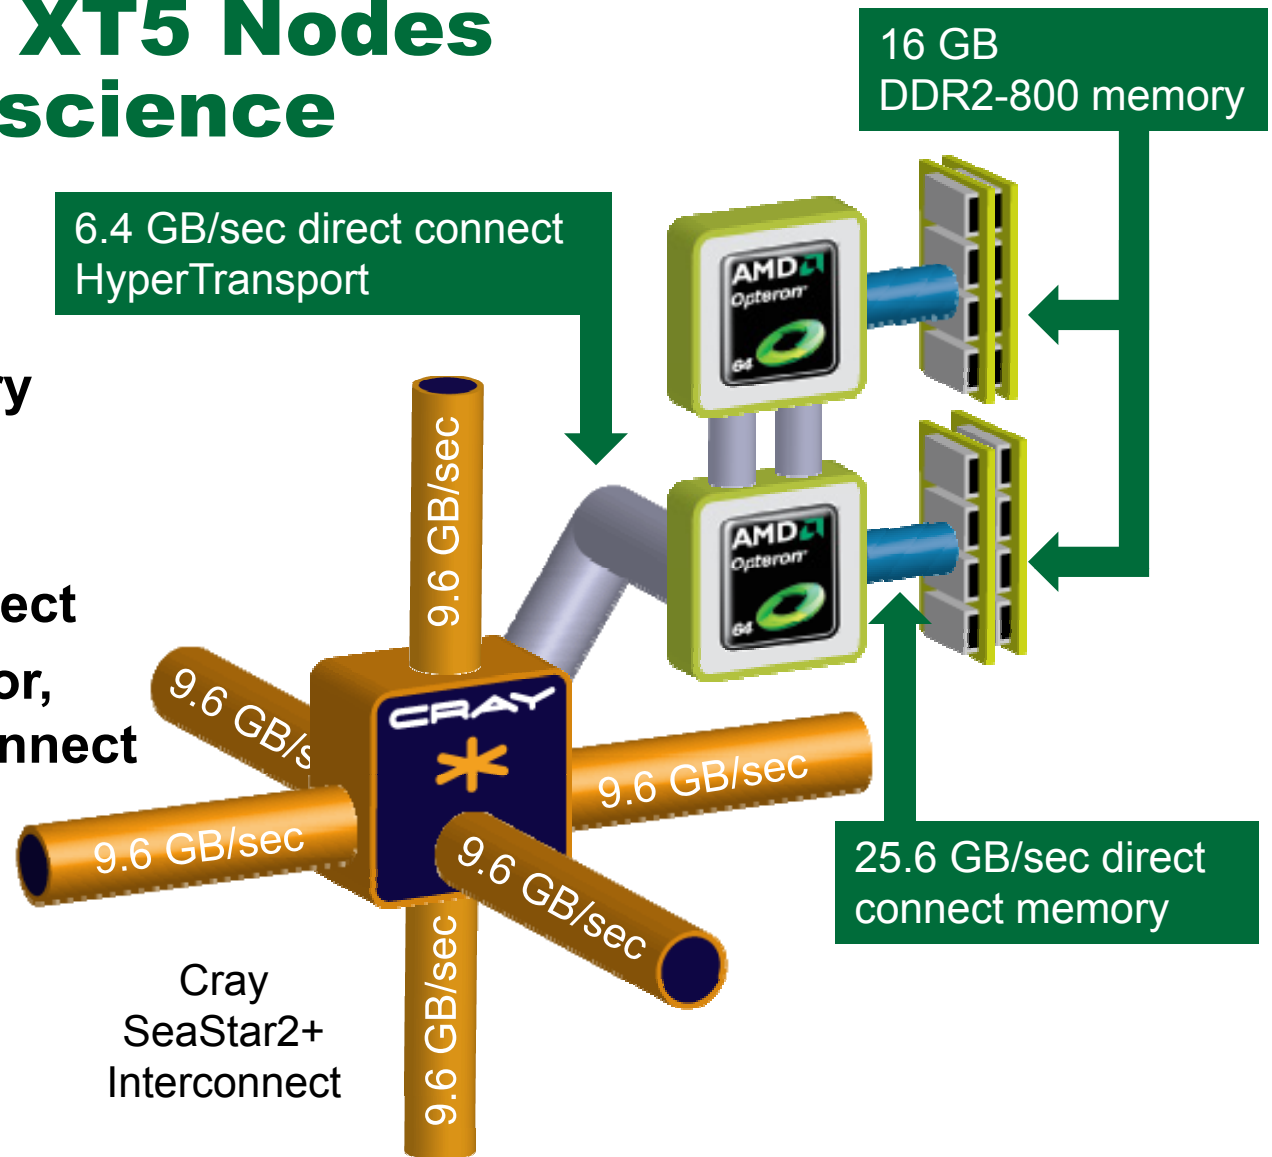 XT5 Nodes
science
16 GB
DDR2-800 memory
6.4 GB/sec direct connect
HyperTransport
AMD
Opteron
64
ry
9.6 GB/sec
AMD
Opteron
64
ect
or,
onnect
9.6 GB/s
CRAY
9.6 GB/sec
9.6 GB/sec
9.6 GB/sec
25.6 GB/sec direct
connect memory
9.6 GB/sec
Cray
SeaStar2+
Interconnect